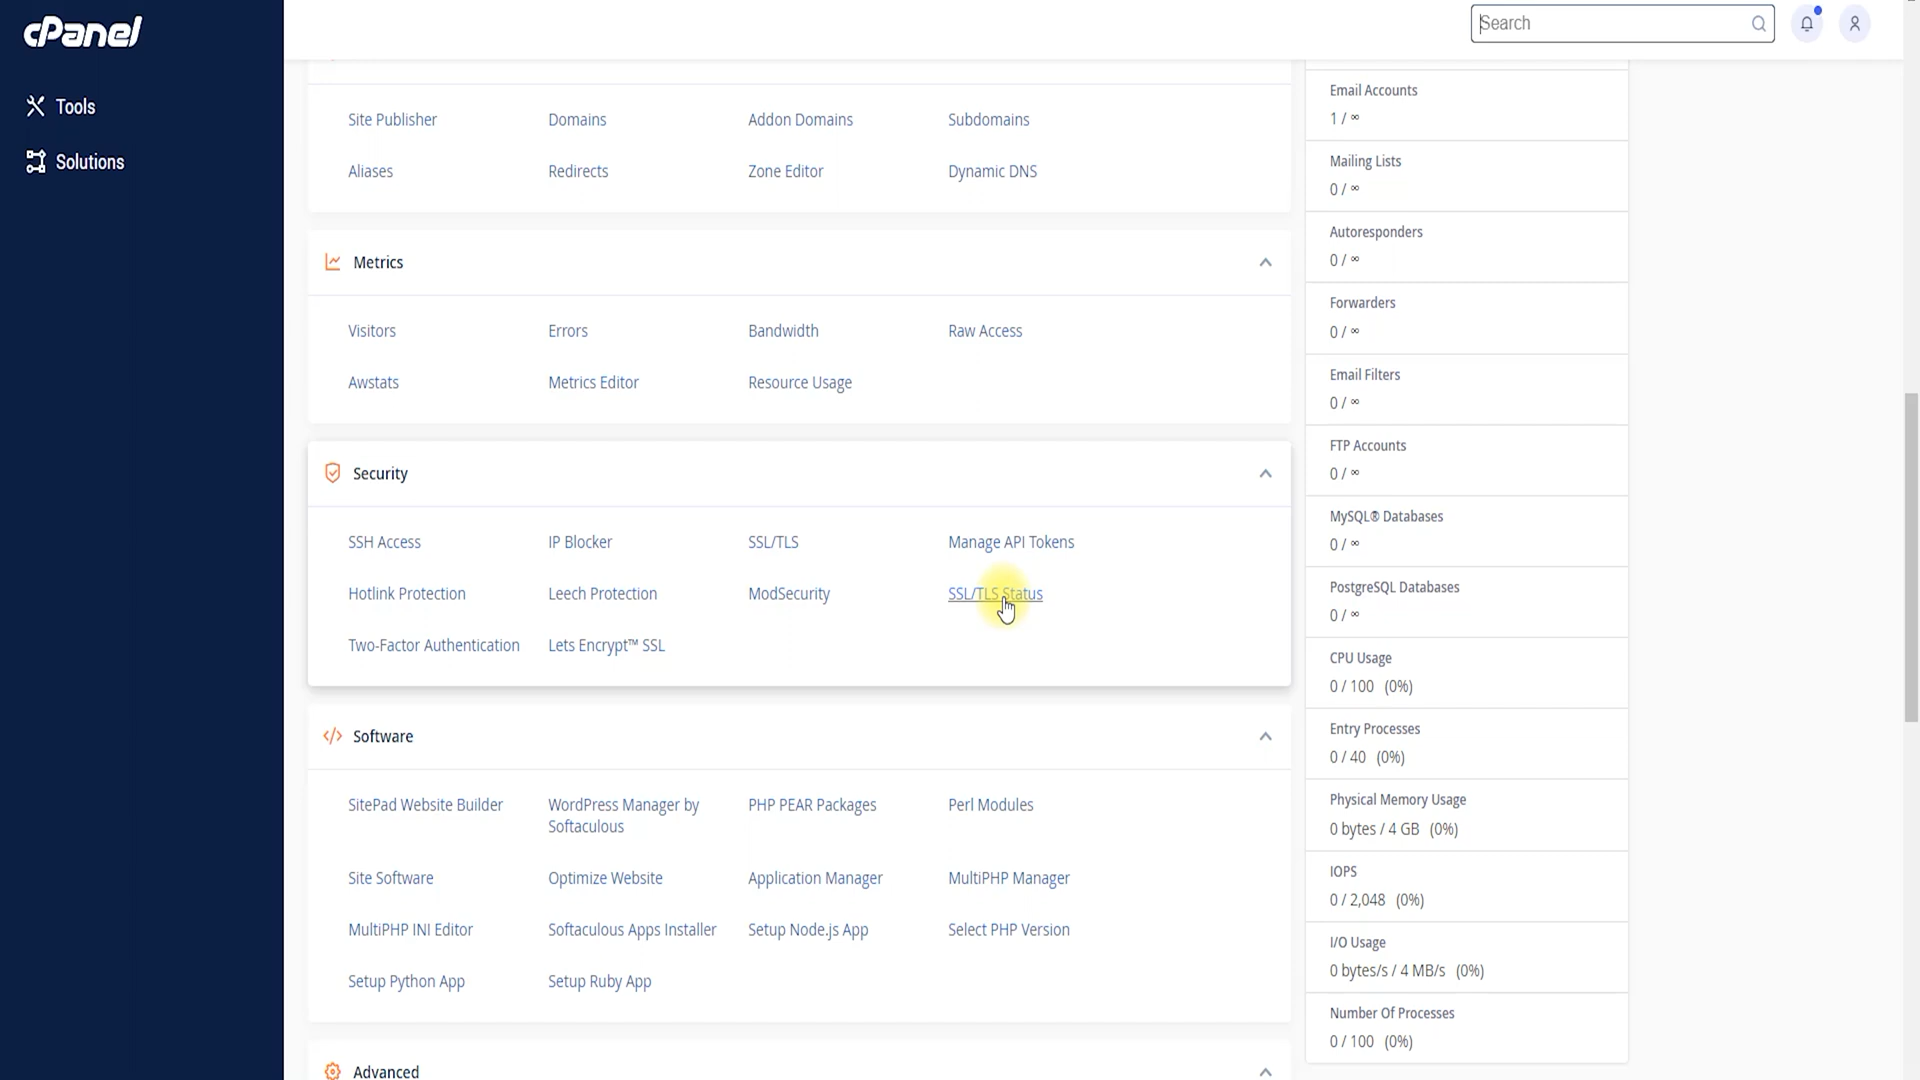 cPanel
Search
Tools
Solutions
Site Publisher
Domains
Addon Domains
Subdomains
Aliases
Redirects
Zone Editor
Dynamic DNS
Metrics
Visitors
Errors
Bandwidth
Raw Access
Awstats
Metrics Editor
Resource Usage
Security
SSH Access
IP Blocker
SSL/TLS
Manage API Tokens
Hotlink Protection
Leech Protection
ModSecurity
SSL/TLS Status
Two-Factor Authentication
Lets Encrypt™ SSL
Software
SitePad Website Builder
WordPress Manager by
Softaculous
PHP PEAR Packages
Perl Modules
Site Software
Optimize Website
Application Manager
MultiPHP Manager
MultiPHP INI Editor
Softaculous Apps Installer
Setup Node.js App
Select PHP Version
Setup Python App
Setup Ruby App
Advanced
Email Accounts
1 / ∞
Mailing Lists
0 / ∞
Autoresponders
0 / ∞
Forwarders
0 / ∞
Email Filters
0 / ∞
FTP Accounts
0 / ∞
MySQL® Databases
0 / ∞
PostgreSQL Databases
0 / ∞
CPU Usage
0 / 100 (0%)
Entry Processes
0 / 40 (0%)
Physical Memory Usage
0 bytes / 4 GB (0%)
IOPS
0 / 2,048 (0%)
I/O Usage
0 bytes/s / 4 MB/s (0%)
Number Of Processes
0 / 100 (0%)